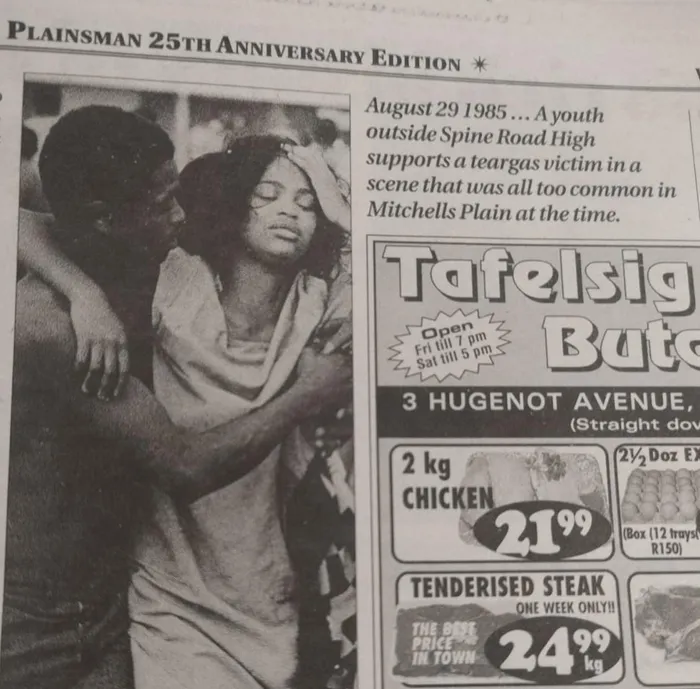 PLAINSMAN 25TH ANNIVERSARY EDITION ✴
August 29 1985... A youth
outside Spine Road High
supports a teargas victim in a
scene that was all too common in
Mitchells Plain at the time.
Tafelsig
Butc
Open
Fri till 7 pm
Sat till 5 pm
3 HUGENOT AVENUE,
(Straight dow
2 kg
CHICKEN
21.99
2½ Doz EX
(Box (12 trays(
R150)
TENDERISED STEAK
ONE WEEK ONLY!!
THE BEST
PRICE
IN TOWN
24.99
kg